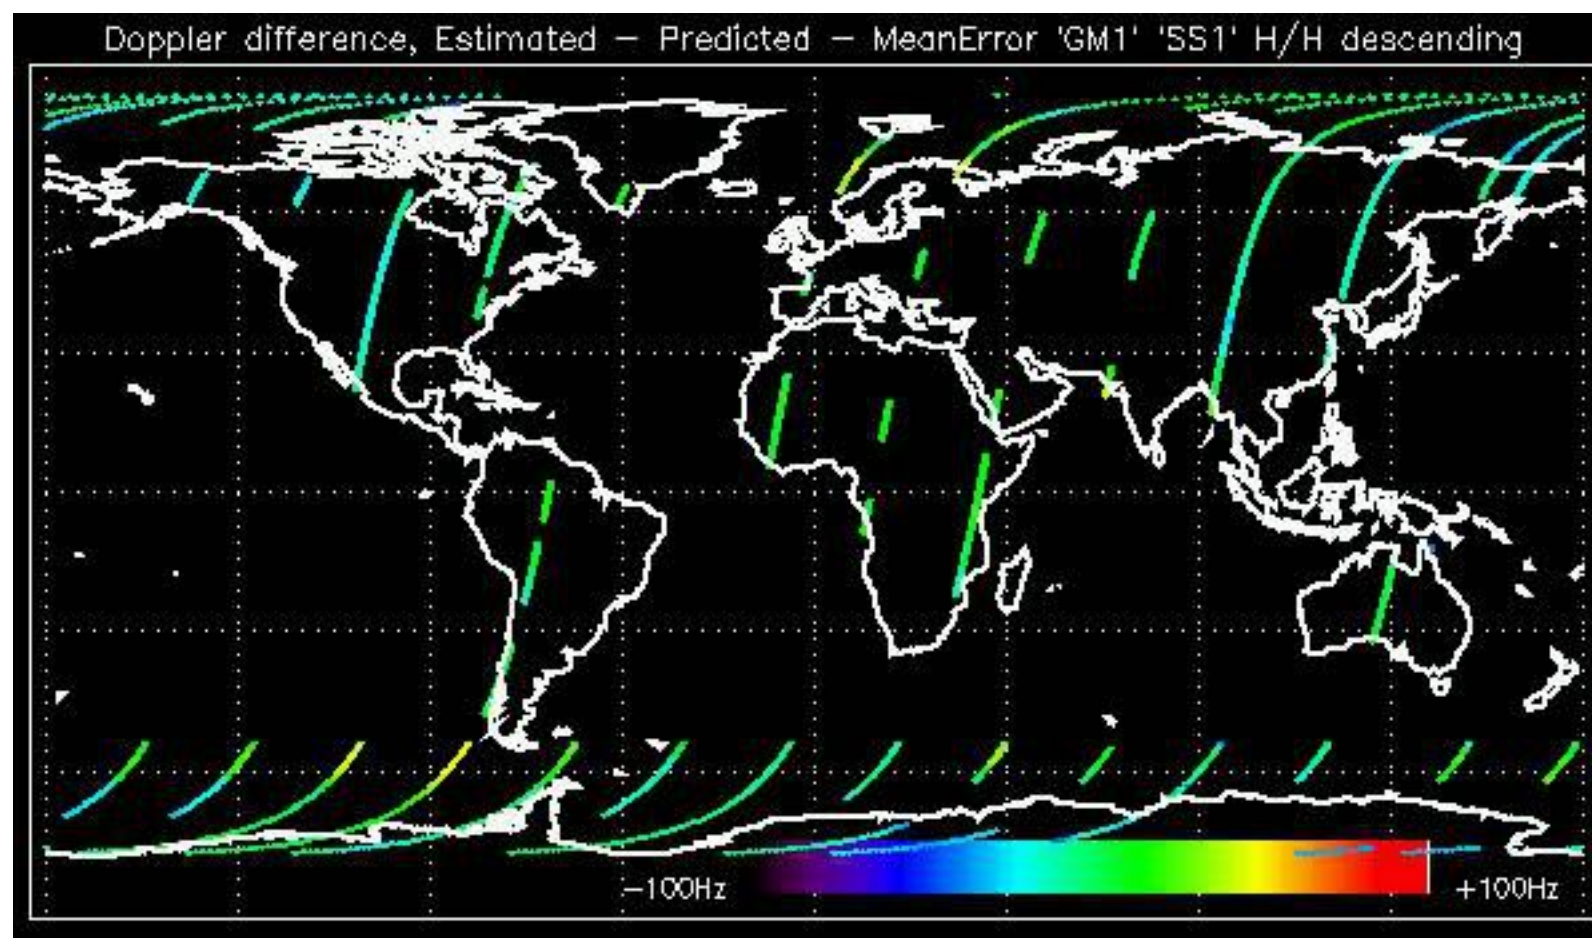 Doppler difference, Estimated – Predicted – MeanError 'GM1' 'SS1' H/H descending
–100Hz
+100Hz